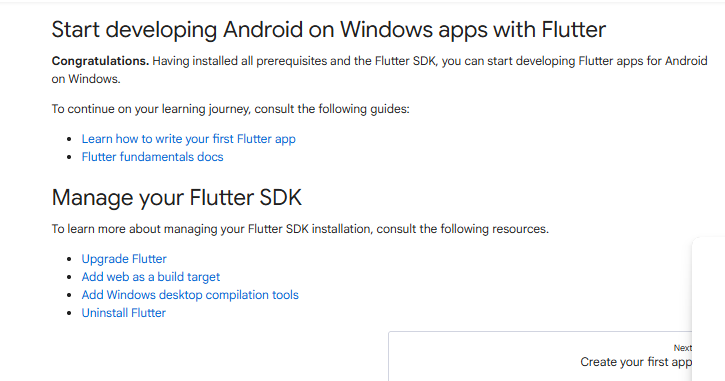 Start developing Android on Windows apps with Flutter
Congratulations. Having installed all prerequisites and the Flutter SDK, you can start developing Flutter apps for Android
on Windows.
To continue on your learning journey, consult the following guides:
Learn how to write your first Flutter app
Flutter fundamentals docs
Manage your Flutter SDK
To learn more about managing your Flutter SDK installation, consult the following resources.
Upgrade Flutter
Add web as a build target
Add Windows desktop compilation tools
Uninstall Flutter
Next
Create your first app